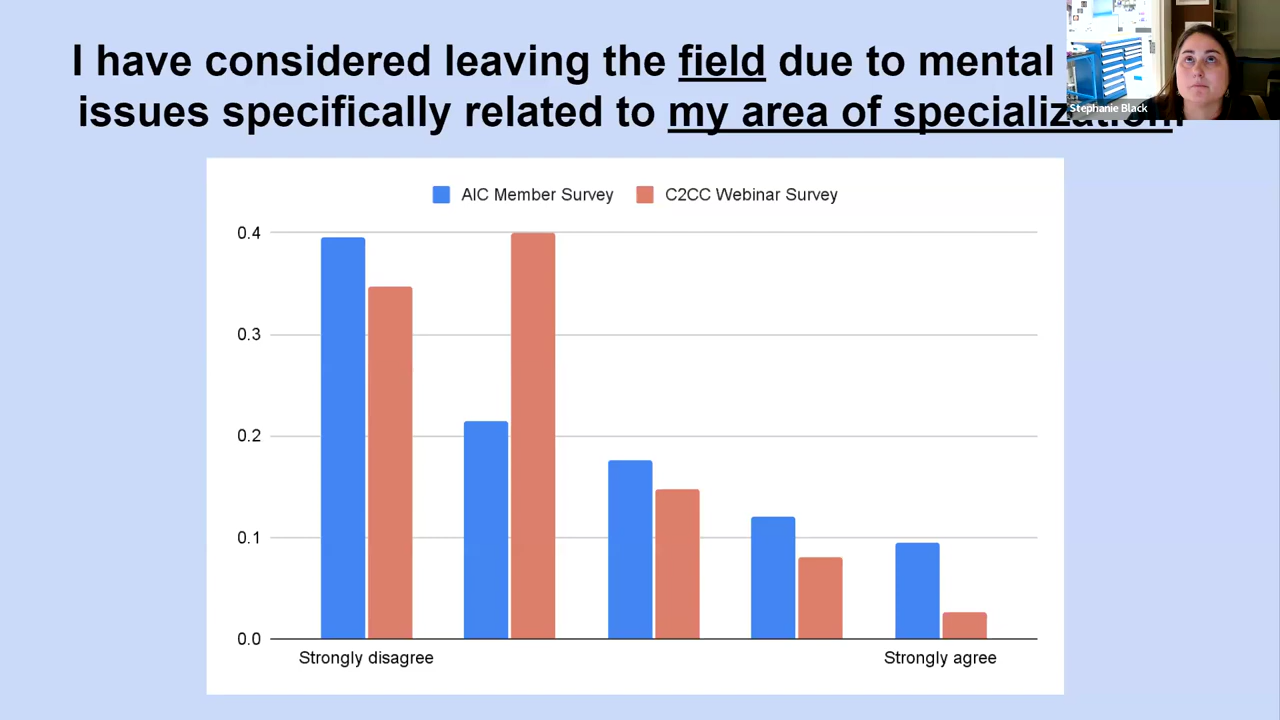 I have considered leaving the field due to mental
issues specifically related to my area of specialization.
Stephanie Black
AIC Member Survey
C2CC Webinar Survey
0.4
0.3
0.2
0.1
0.0
Strongly disagree
Strongly agree